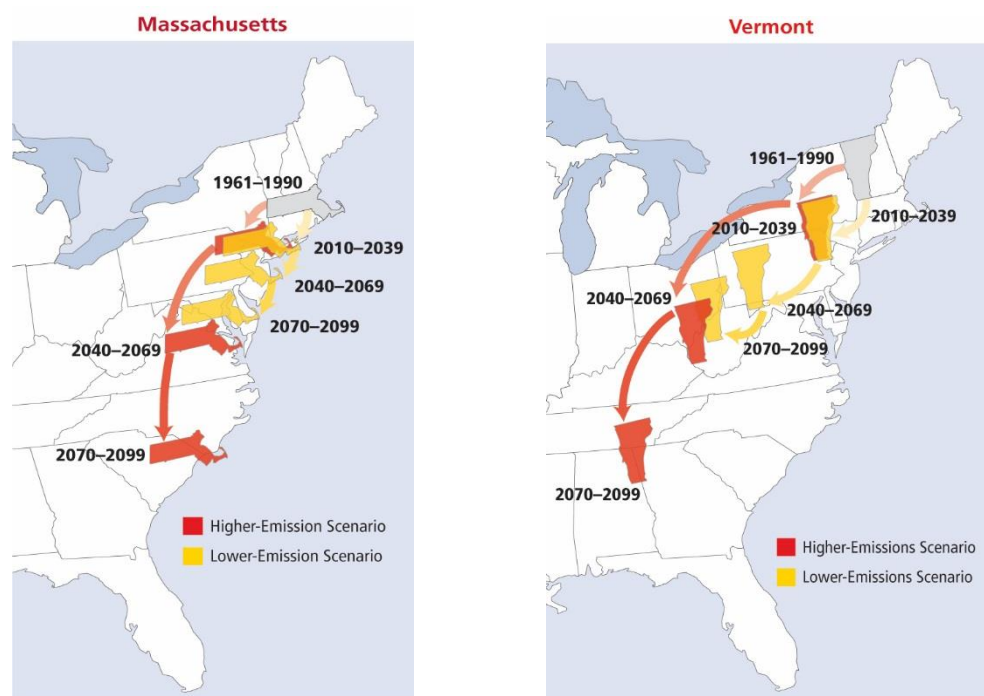 Massachusetts
1961–1990
2010–2039
2040–2069
2070–2099
2040–2069
2070–2099
Higher-Emission Scenario
Lower-Emission Scenario
Vermont
1961–1990
2010–2039
2010–2039
2040–2069
2040–2069
2070–2099
2070–2099
Higher-Emissions Scenario
Lower-Emissions Scenario